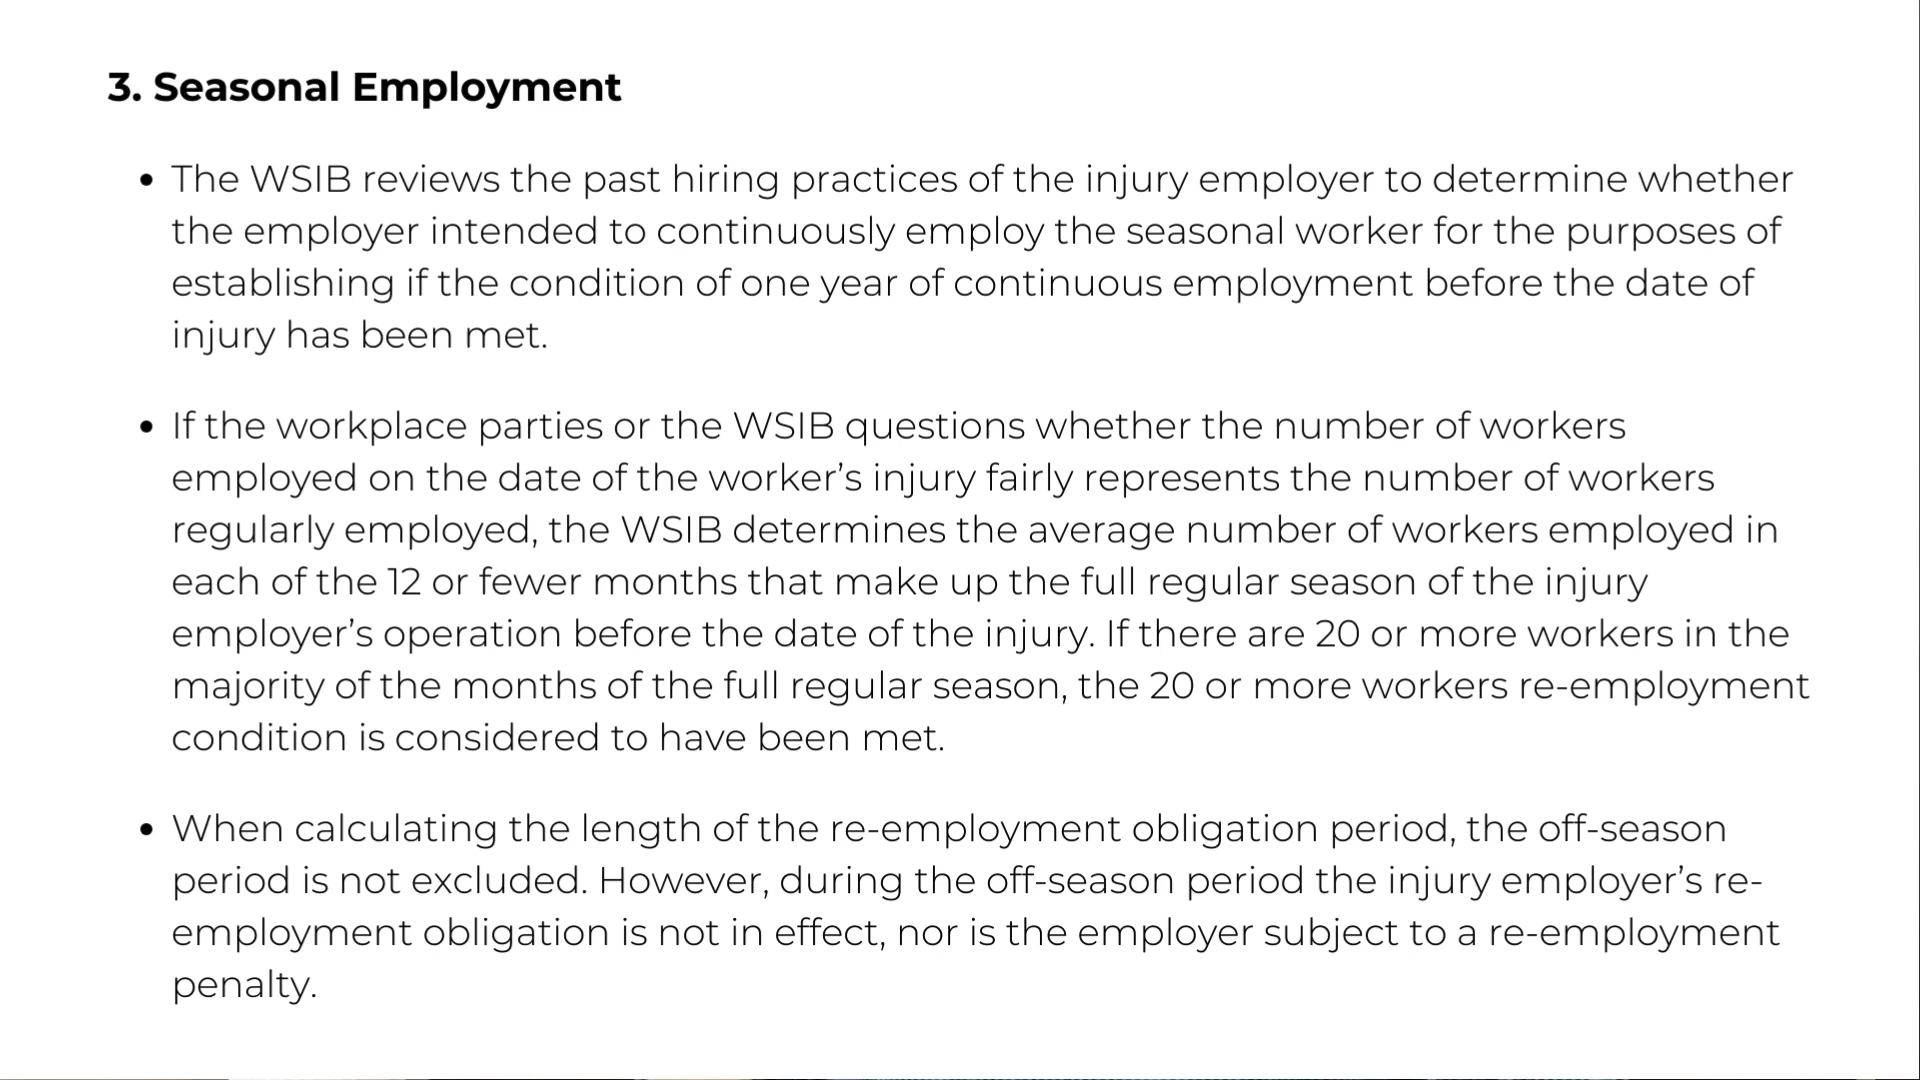 3. Seasonal Employment
• The WSIB reviews the past hiring practices of the injury employer to determine whether
the employer intended to continuously employ the seasonal worker for the purposes of
establishing if the condition of one year of continuous employment before the date of
injury has been met.
• If the workplace parties or the WSIB questions whether the number of workers
employed on the date of the worker’s injury fairly represents the number of workers
regularly employed, the WSIB determines the average number of workers employed in
each of the 12 or fewer months that make up the full regular season of the injury
employer’s operation before the date of the injury. If there are 20 or more workers in the
majority of the months of the full regular season, the 20 or more workers re-employment
condition is considered to have been met.
• When calculating the length of the re-employment obligation period, the off-season
period is not excluded. However, during the off-season period the injury employer’s re-
employment obligation is not in effect, nor is the employer subject to a re-employment
penalty.